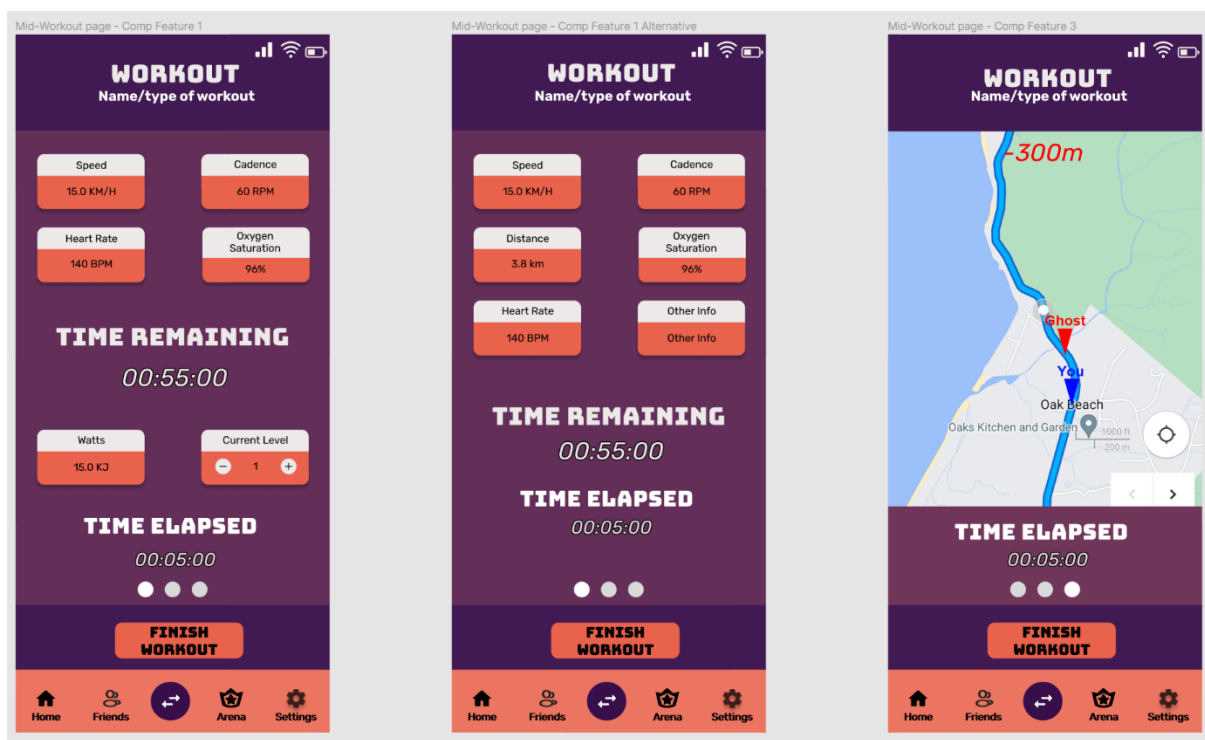 Mid-Workout page - Comp Feature 1
WORKOUT
Name/type of workout
Speed
15.0 KM/H
Cadence
60 RPM
Heart Rate
140 BPM
Oxygen
Saturation
96%
TIME REMAINING
00:55:00
Watts
15.0 KJ
Current Level
1
TIME ELAPSED
00:05:00
FINISH
WORKOUT
Home
Friends
Arena
Settings
Mid-Workout page - Comp Feature 1 Alternative
WORKOUT
Name/type of workout
Speed
15.0 KM/H
Cadence
60 RPM
Distance
3.8 km
Oxygen
Saturation
96%
Heart Rate
140 BPM
Other Info
Other Info
TIME REMAINING
00:55:00
TIME ELAPSED
00:05:00
FINISH
WORKOUT
Home
Friends
Arena
Settings
Mid-Workout page - Comp Feature 3
WORKOUT
Name/type of workout
-300m
Ghost
You
Oak Beach
Oaks Kitchen and Garden
1000 ft
200 m
TIME ELAPSED
00:05:00
FINISH
WORKOUT
Home
Friends
Arena
Settings